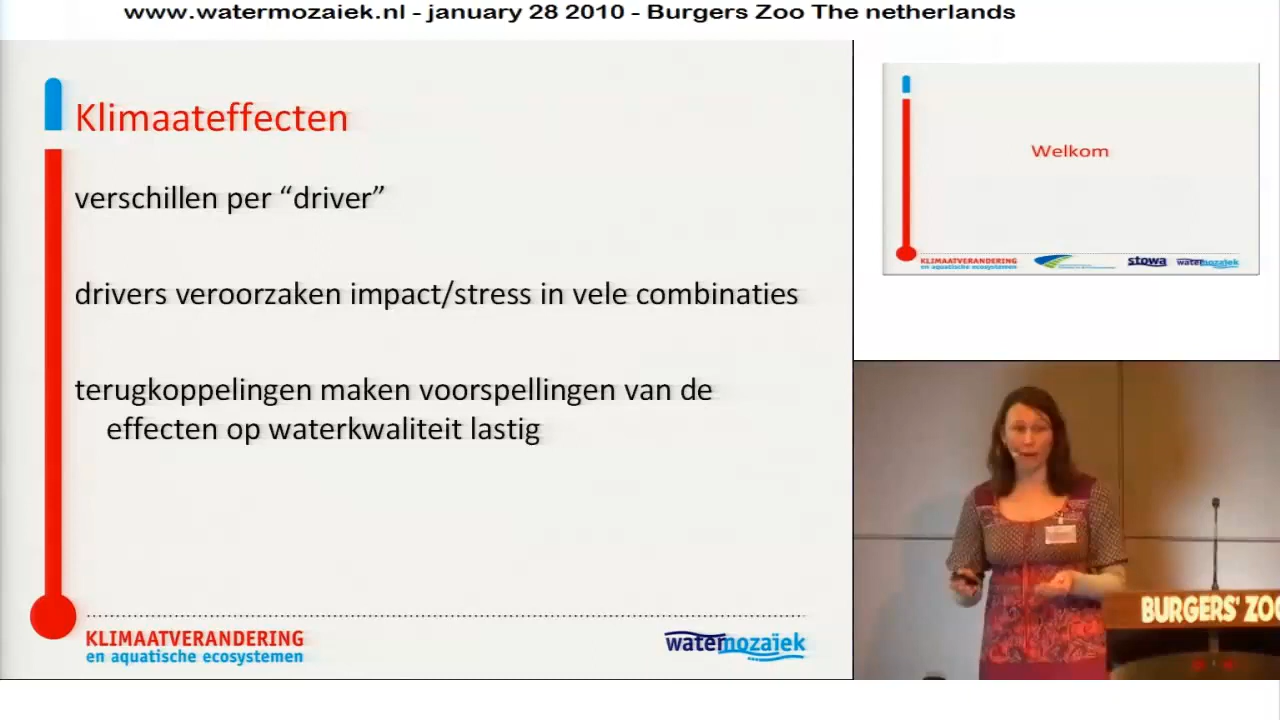 www.watermozaiek.nl - january 28 2010 - Burgers Zoo The netherlands
Klimaateffecten
verschillen per “driver”
drivers veroorzaken impact/stress in vele combinaties
terugkoppelingen maken voorspellingen van de
effecten op waterkwaliteit lastig
KLIMAATVERANDERING
en aquatische ecosystemen
watermozaiek
Welkom
KLIMAATVERANDERING
en aquatische ecosystemen
stowa
watermozaiek
BURGERS' ZOO